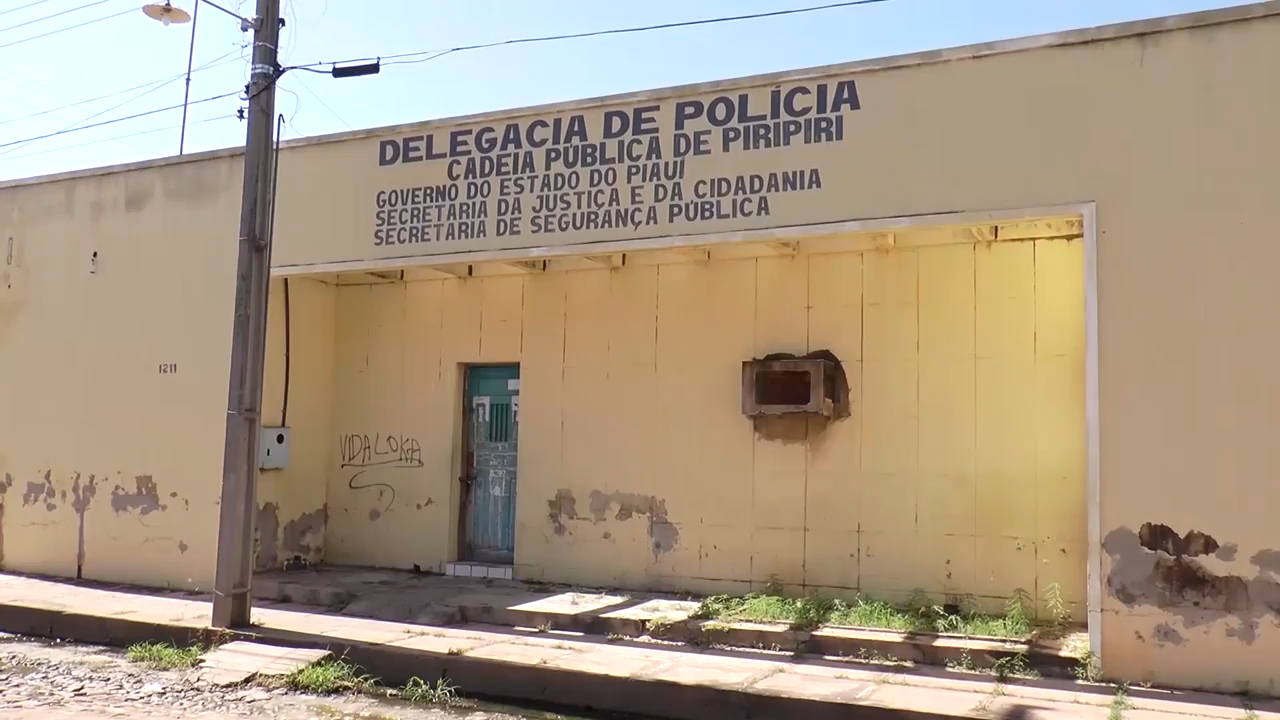 DELEGACIA DE POLÍCIA
CADEIA PÚBLICA DE PIRIPIRI
GOVERNO DO ESTADO DO PIAUÍ
SECRETARIA DA JUSTIÇA E DA CIDADANIA
SECRETARIA DE SEGURANÇA PÚBLICA
1211
VIDA LOKA